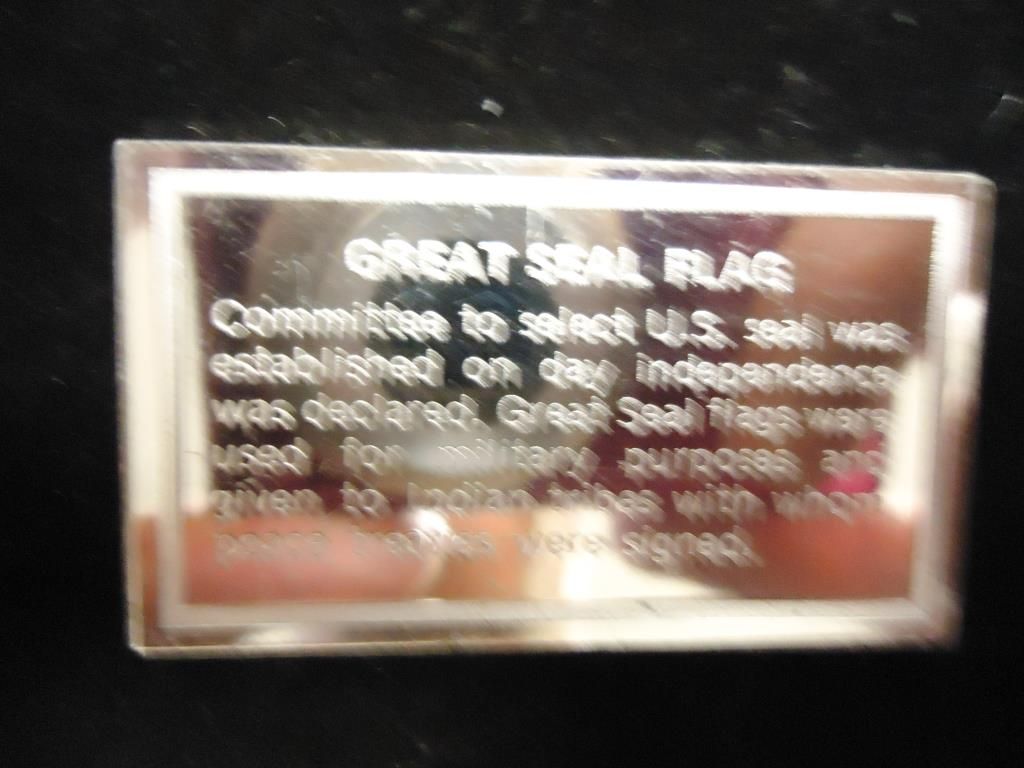 GREAT SEAL FLAG
Committee to select U.S. seal was
established on day independence
was declared. Great Seal flags were
used for military purposes and
given to Indian tribes with whom
peace treaties were signed.